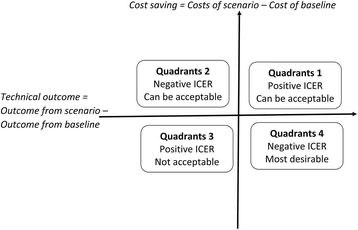 Cost saving = Costs of scenario – Cost of baseline
Quadrants 2
Negative ICER
Can be acceptable
Quadrants 1
Positive ICER
Can be acceptable
Technical outcome =
Outcome from scenario –
Outcome from baseline
Quadrants 3
Positive ICER
Not acceptable
Quadrants 4
Negative ICER
Most desirable